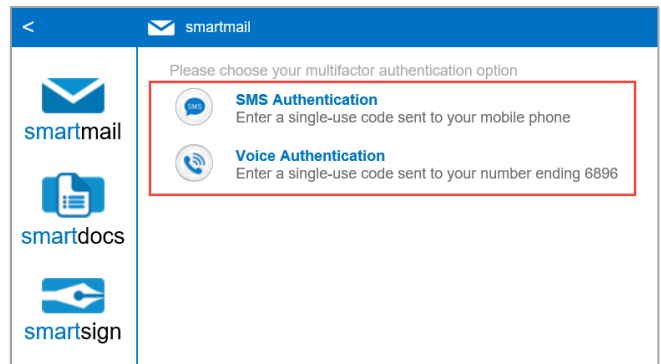 <
smartmail
Please choose your multifactor authentication option
SMS
SMS Authentication
Enter a single-use code sent to your mobile phone
Voice Authentication
Enter a single-use code sent to your number ending 6896
smartmail
smartdocs
smartsign